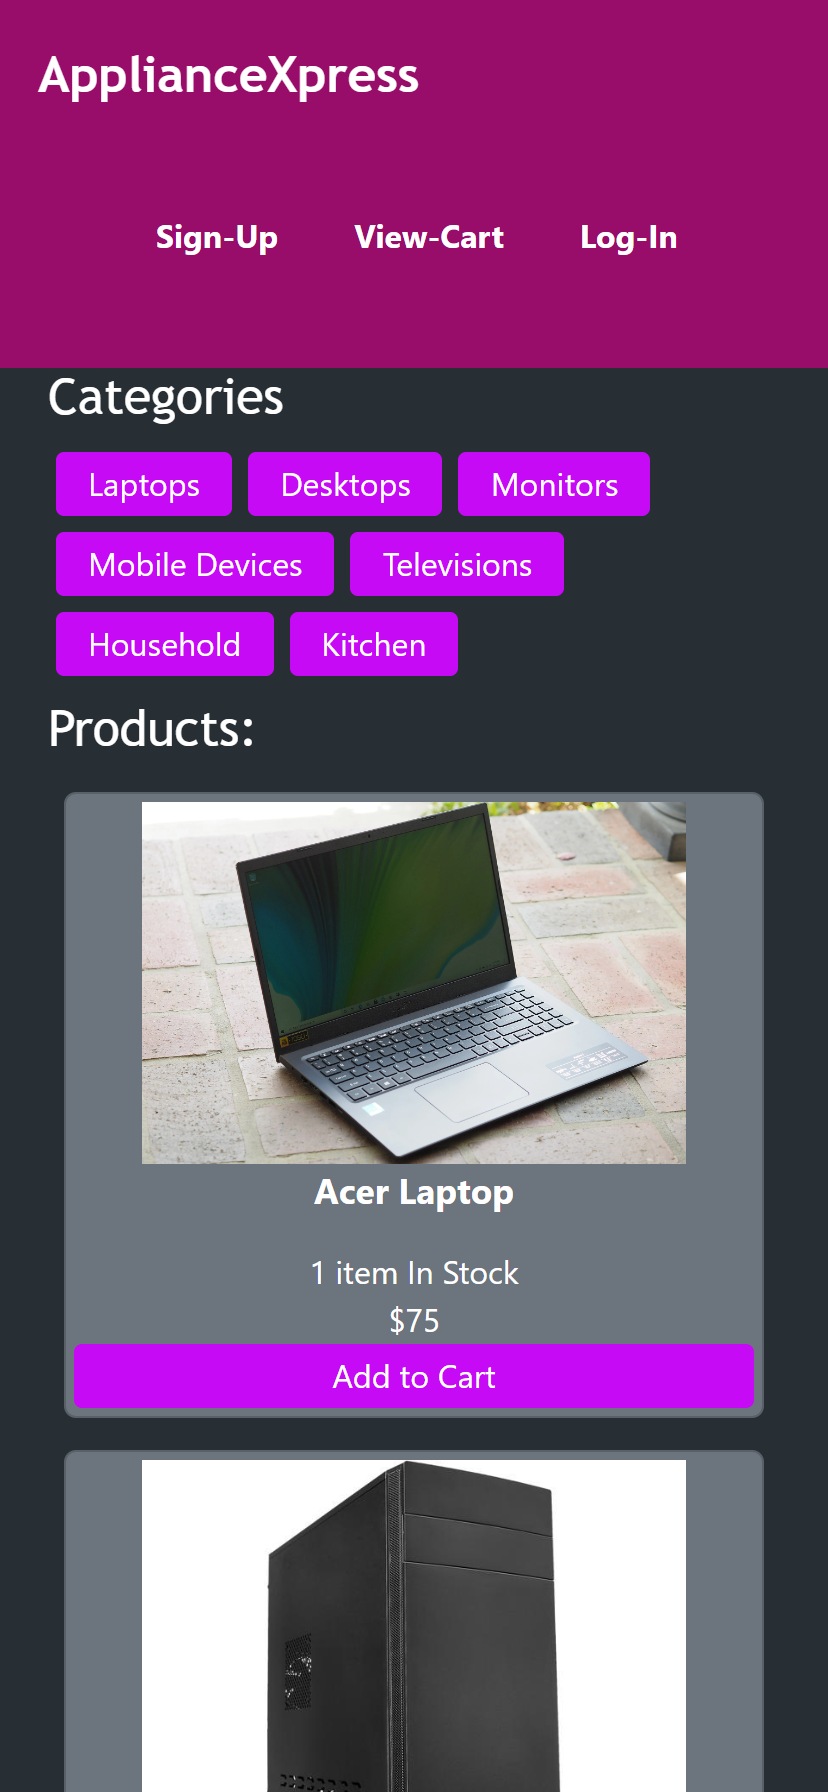 ApplianceXpress
Sign-Up View-Cart Log-In
Categories
Laptops Desktops Monitors
Mobile Devices Televisions
Household Kitchen
Products:
Acer Laptop
1 item In Stock
$75
Add to Cart